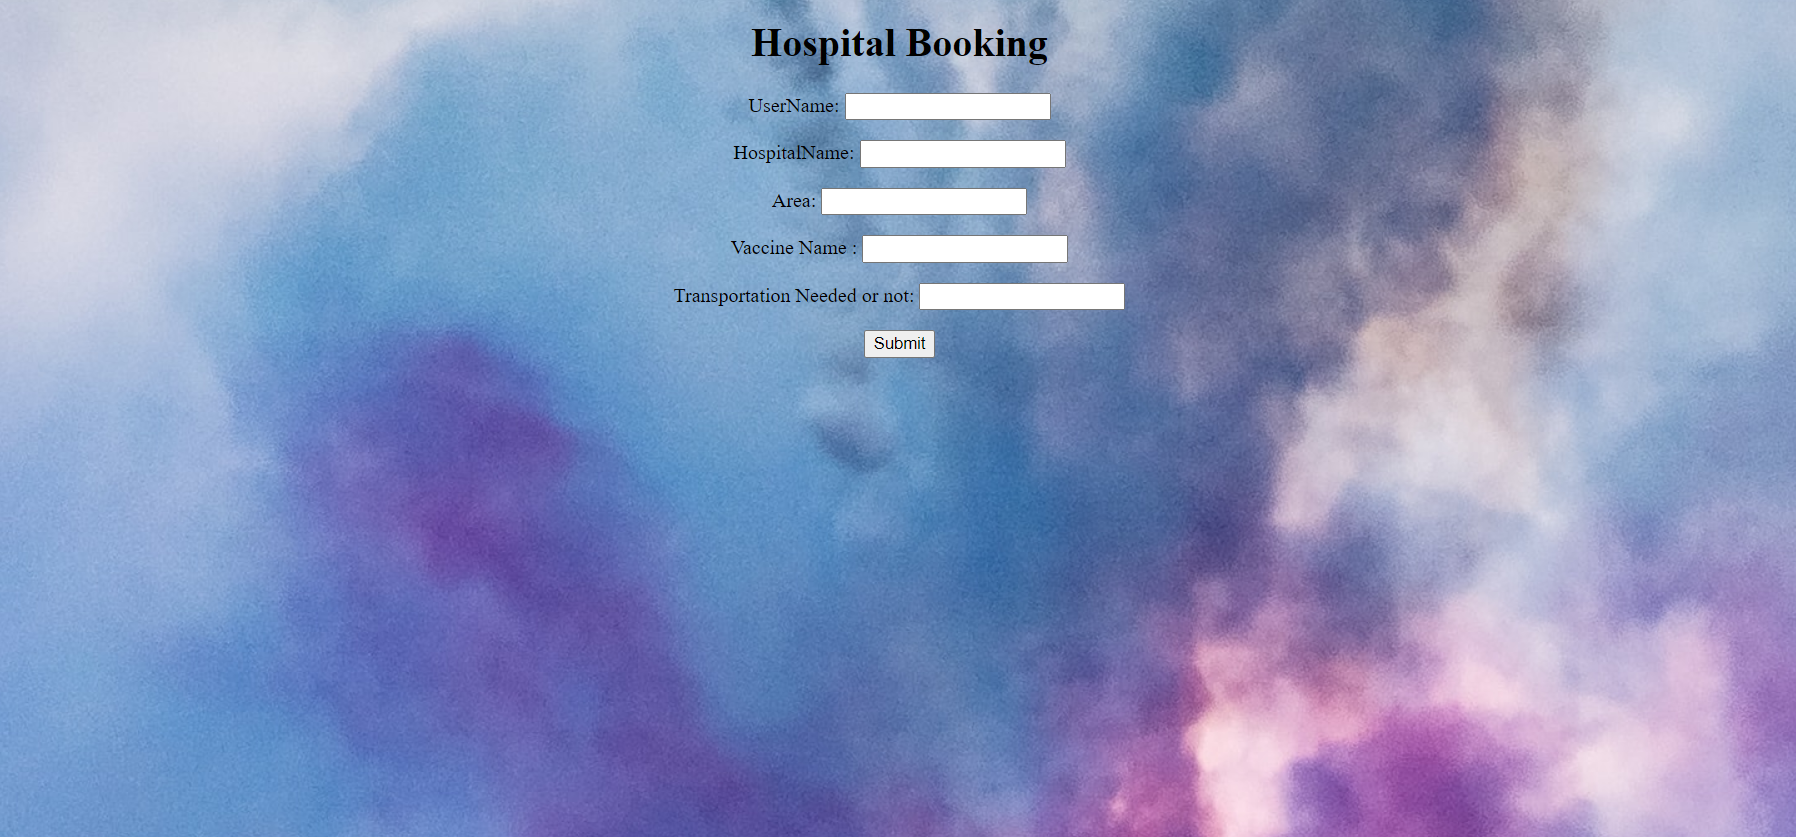 Hospital Booking
UserName:
HospitalName:
Area:
Vaccine Name :
Transportation Needed or not:
Submit